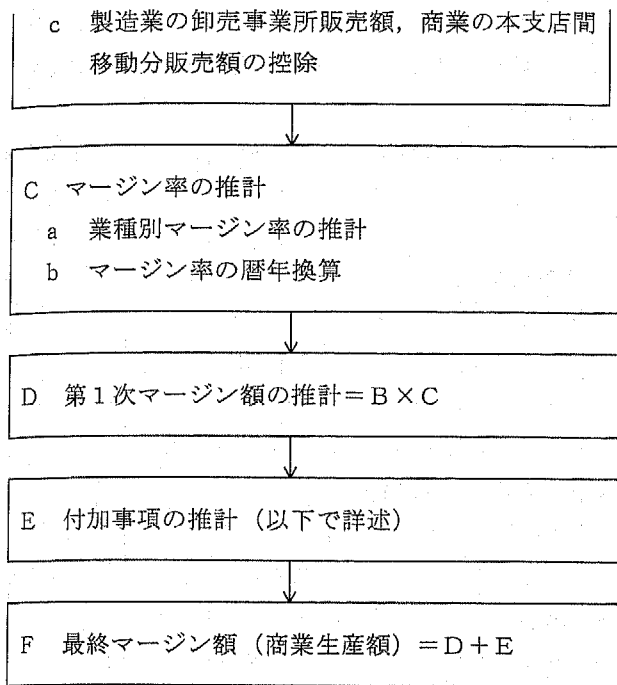 c 製造業の卸売事業所販売額，商業の本支店間
移動分販売額の控除
C マージン率の推計
a 業種別マージン率の推計
b マージン率の暦年換算
D 第1次マージン額の推計＝B×C
E 付加事項の推計（以下で詳述）
F 最終マージン額（商業生産額）＝D＋E